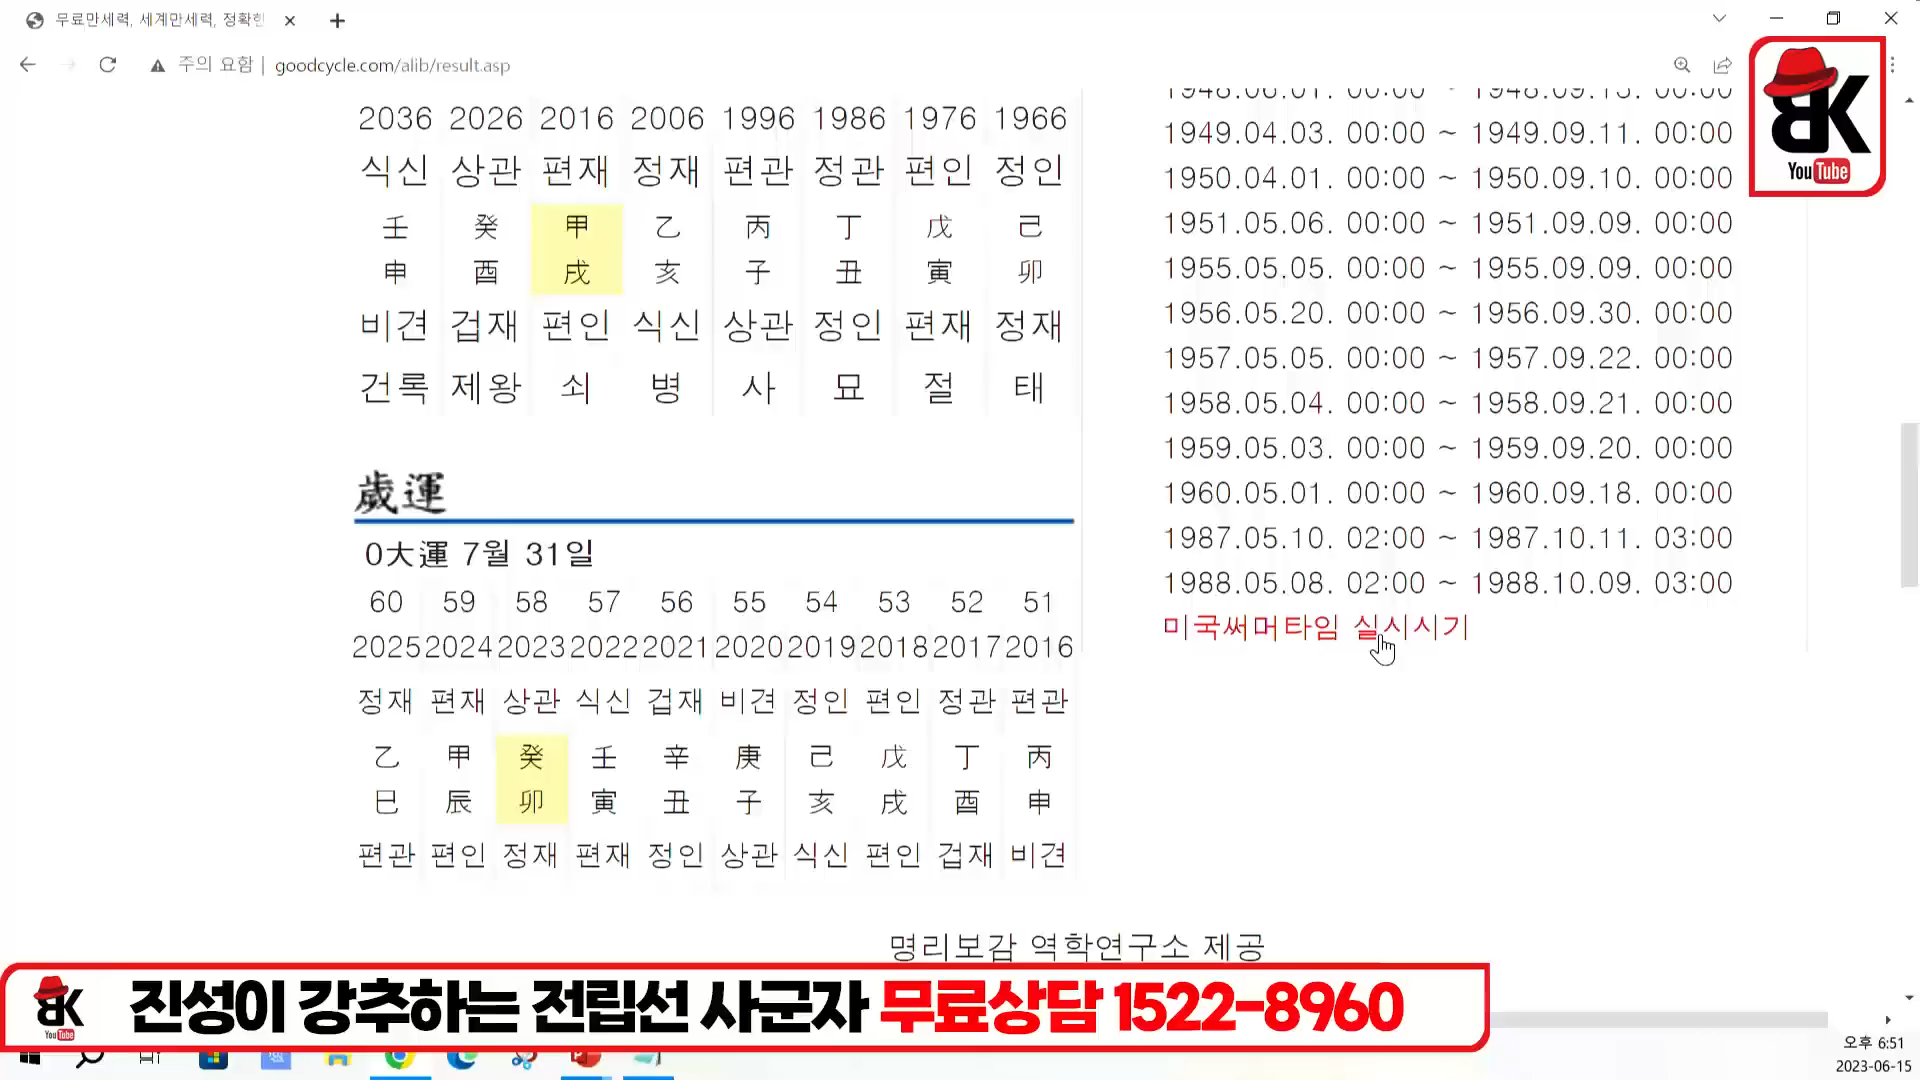 무료만세력, 세계만세력, 정확한
주의 요함 | goodcycle.com/alib/result.asp
2036 2026 2016 2006 1996 1986 1976 1966
식신 상관 편재 정재 편관 정관 편인 정인
壬 癸 甲 乙 丙 丁 戊 己
申 酉 戌 亥 子 丑 寅 卯
비견 겁재 편인 식신 상관 정인 편재 정재
건록 제왕 쇠 병 사 묘 절 태
歲運
0大運 7월 31일
60 59 58 57 56 55 54 53 52 51
2025 2024 2023 2022 2021 2020 2019 2018 2017 2016
정재 편재 상관 식신 겁재 비견 정인 편인 정관 편관
乙 甲 癸 壬 辛 庚 己 戊 丁 丙
巳 辰 卯 寅 丑 子 亥 戌 酉 申
편관 편인 정재 편재 정인 상관 식신 편인 겁재 비견
1948.06.01. 00:00 ~ 1948.09.13. 00:00
1949.04.03. 00:00 ~ 1949.09.11. 00:00
1950.04.01. 00:00 ~ 1950.09.10. 00:00
1951.05.06. 00:00 ~ 1951.09.09. 00:00
1955.05.05. 00:00 ~ 1955.09.09. 00:00
1956.05.20. 00:00 ~ 1956.09.30. 00:00
1957.05.05. 00:00 ~ 1957.09.22. 00:00
1958.05.04. 00:00 ~ 1958.09.21. 00:00
1959.05.03. 00:00 ~ 1959.09.20. 00:00
1960.05.01. 00:00 ~ 1960.09.18. 00:00
1987.05.10. 02:00 ~ 1987.10.11. 03:00
1988.05.08. 02:00 ~ 1988.10.09. 03:00
미국써머타임 실시시기
BK
YouTube
명리보감 역학연구소 제공
BK
YouTube
진성이 강추하는 전립선 사군자 무료상담 1522-8960
오후 6:51
2023-06-15